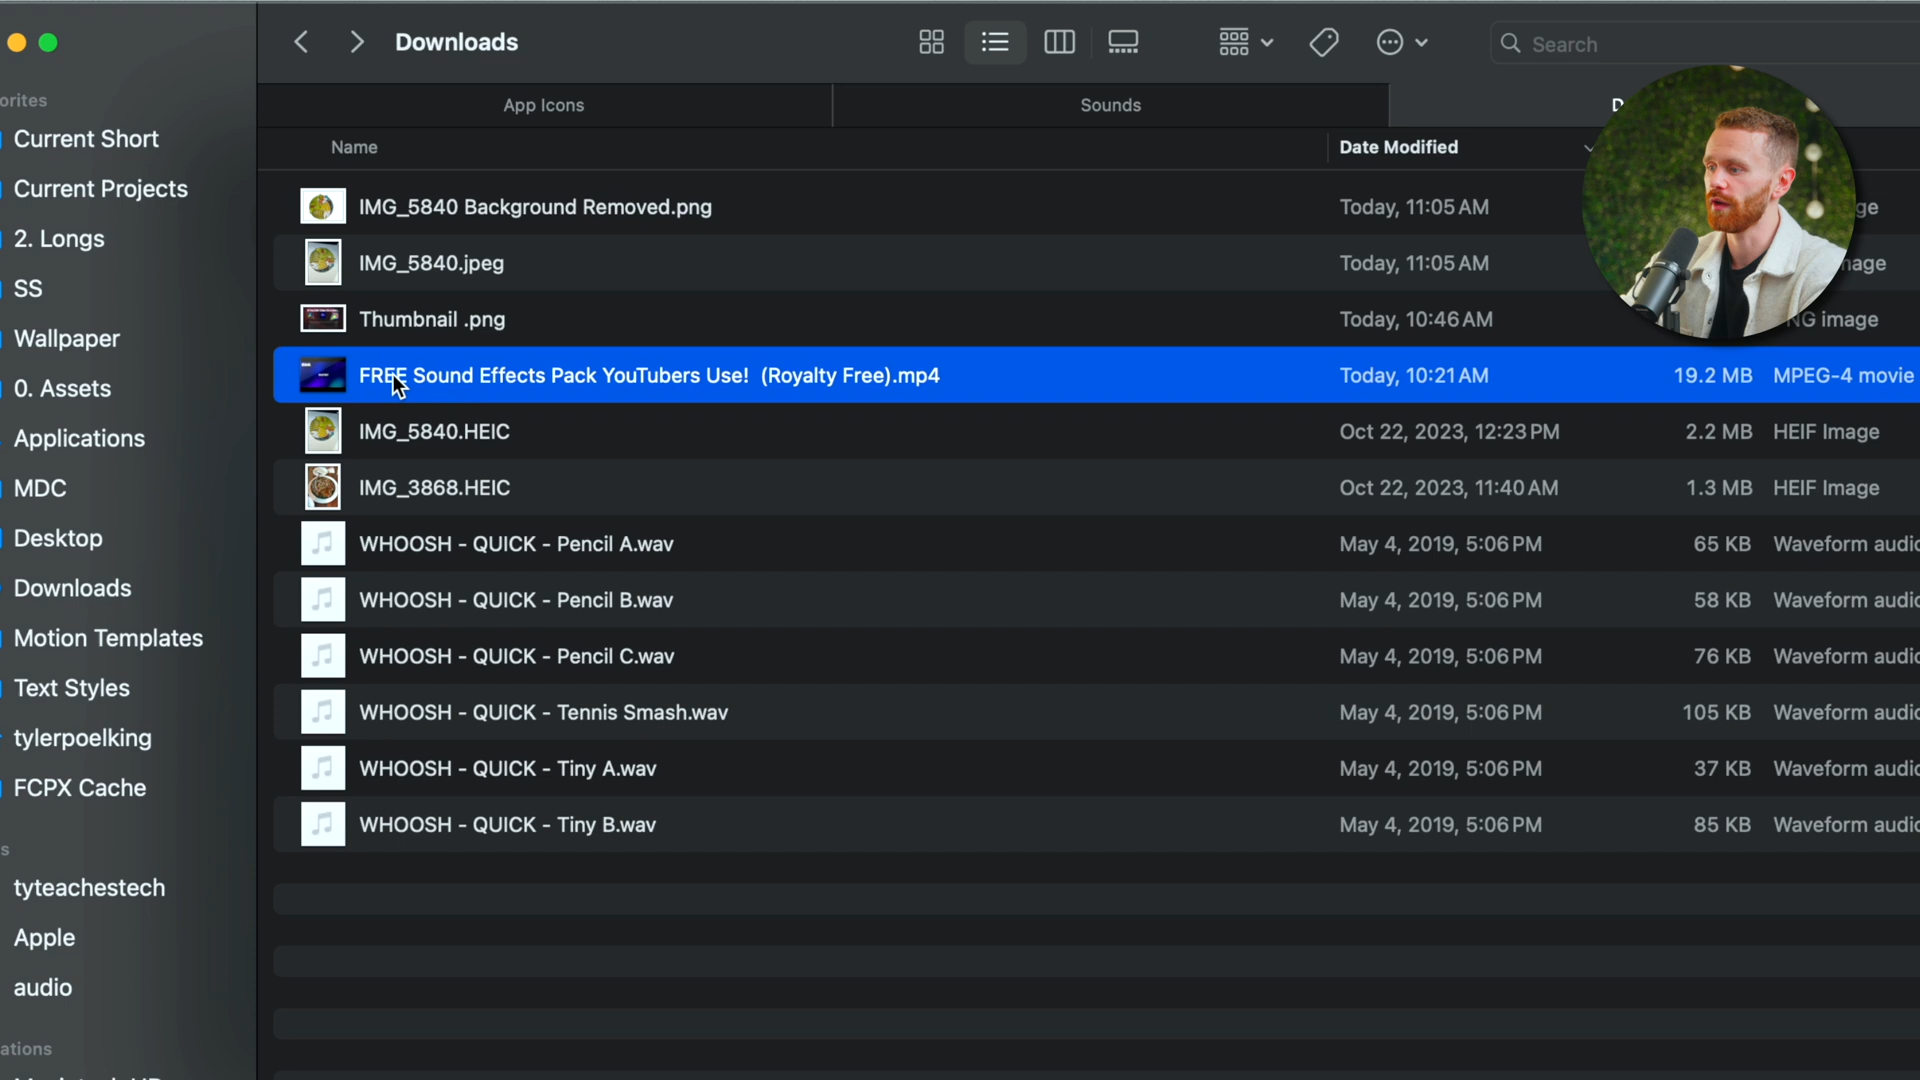 Downloads
Search
App Icons
Sounds
D
Name
Date Modified
IMG_5840 Background Removed.png
Today, 11:05 AM
ge
IMG_5840.jpeg
Today, 11:05 AM
nage
Thumbnail .png
Today, 10:46 AM
NG image
FREE Sound Effects Pack YouTubers Use! (Royalty Free).mp4
Today, 10:21 AM
19.2 MB
MPEG-4 movie
IMG_5840.HEIC
Oct 22, 2023, 12:23 PM
2.2 MB
HEIF Image
IMG_3868.HEIC
Oct 22, 2023, 11:40 AM
1.3 MB
HEIF Image
WHOOSH - QUICK - Pencil A.wav
May 4, 2019, 5:06 PM
65 KB
Waveform audio
WHOOSH - QUICK - Pencil B.wav
May 4, 2019, 5:06 PM
58 KB
Waveform audio
WHOOSH - QUICK - Pencil C.wav
May 4, 2019, 5:06 PM
76 KB
Waveform audio
WHOOSH - QUICK - Tennis Smash.wav
May 4, 2019, 5:06 PM
105 KB
Waveform audio
WHOOSH - QUICK - Tiny A.wav
May 4, 2019, 5:06 PM
37 KB
Waveform audio
WHOOSH - QUICK - Tiny B.wav
May 4, 2019, 5:06 PM
85 KB
Waveform audio
orites
Current Short
Current Projects
2. Longs
SS
Wallpaper
0. Assets
Applications
MDC
Desktop
Downloads
Motion Templates
Text Styles
tylerpoelking
FCPX Cache
s
tyteachestech
Apple
audio
ations